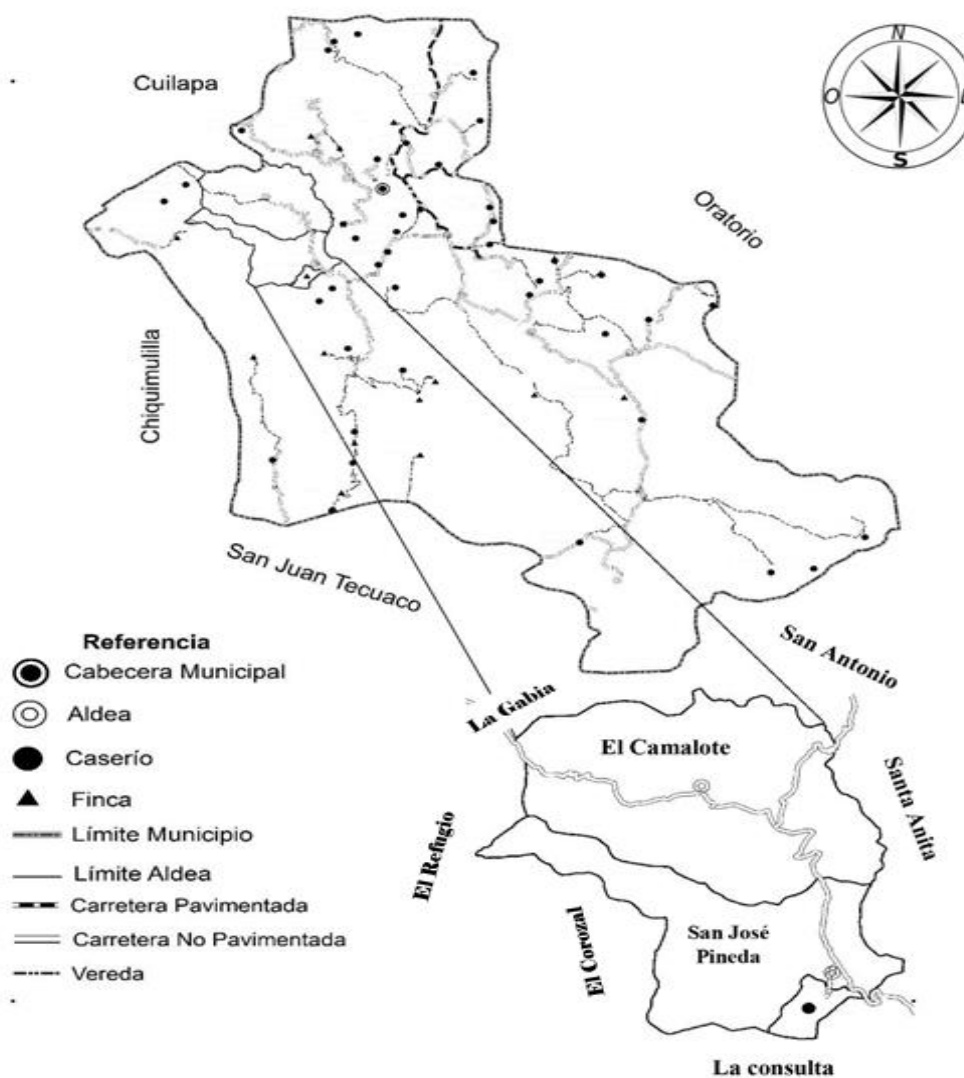 N
O
E
S
Cuilapa
Oratorio
Chiquimulilla
San Juan Tecuaco
San Antonio
Referencia
Cabecera Municipal
Aldea
Caserío
Finca
Límite Municipio
Límite Aldea
Carretera Pavimentada
Carretera No Pavimentada
Vereda
La Gabia
El Camalote
Santa Anita
El Refugio
El Corozal
San José
Pineda
La consulta